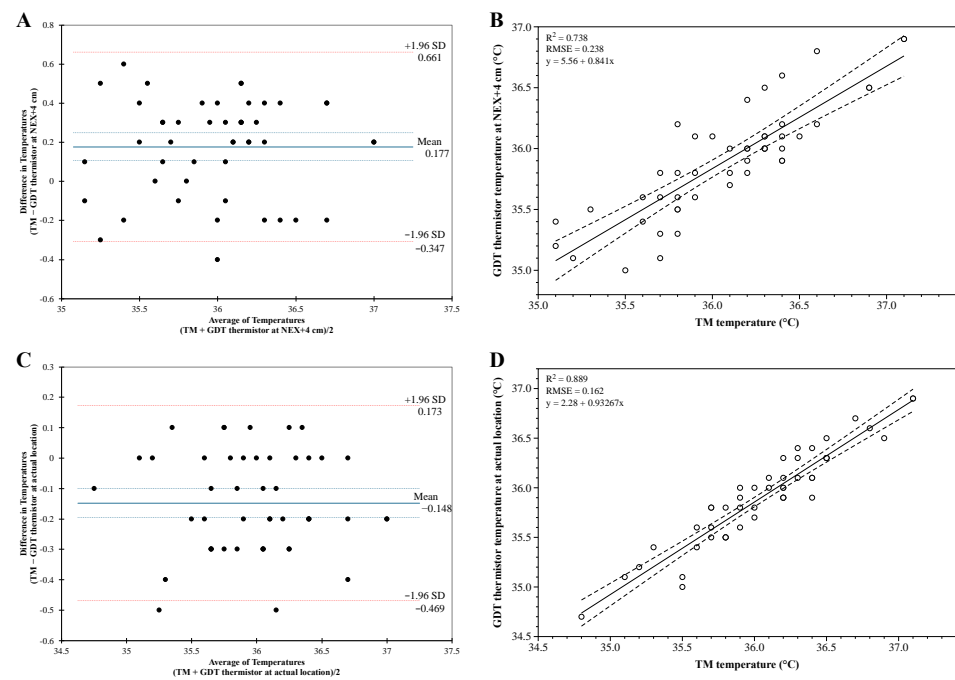 A
0.8
0.6
0.4
0.2
0
-0.2
-0.4
-0.6
+1.96 SD
0.661
Mean
0.177
−1.96 SD
−0.347
35
35.5
36
36.5
37
37.5
Difference in Temperatures
(TM − GDT thermistor at NEX+4 cm)
Average of Temperatures
(TM + GDT thermistor at NEX+4 cm)/2
B
R² = 0.738
RMSE = 0.238
y = 5.56 + 0.841x
37.0
36.5
36.0
35.5
35.0
35.0
35.5
36.0
36.5
37.0
GDT thermistor temperature at NEX+4 cm (°C)
TM temperature (°C)
C
0.3
0.2
0.1
0
-0.1
-0.2
-0.3
-0.4
-0.5
-0.6
+1.96 SD
0.173
Mean
−0.148
−1.96 SD
−0.469
34.5
35
35.5
36
36.5
37
37.5
Difference in Temperatures
(TM − GDT thermistor at actual location)
Average of Temperatures
(TM + GDT thermistor at actual location)/2
D
R² = 0.889
RMSE = 0.162
y = 2.28 + 0.93267x
37.0
36.5
36.0
35.5
35.0
34.5
34.5
35.0
35.5
36.0
36.5
37.0
GDT thermistor temperature at actual location (°C)
TM temperature (°C)